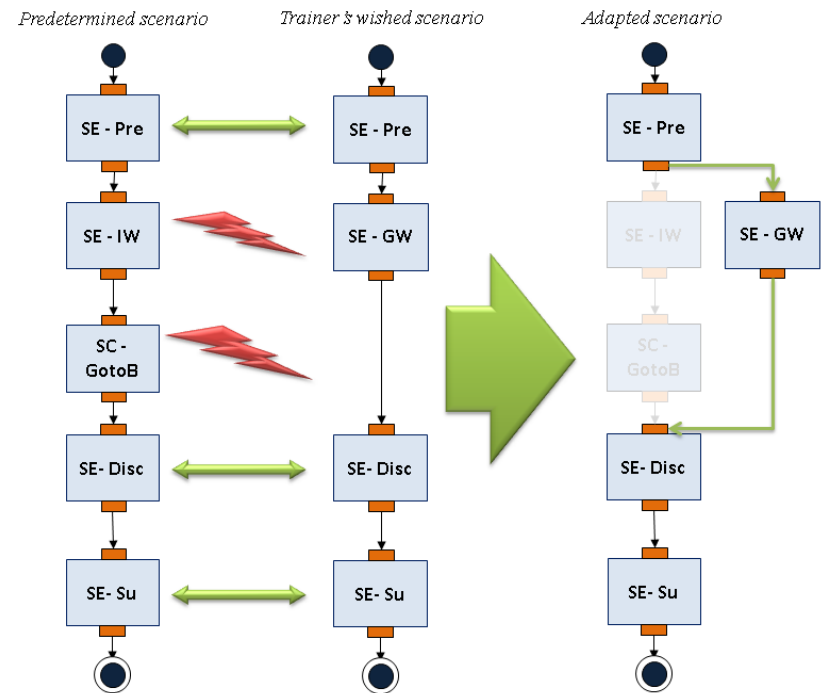 Predetermined scenario
Trainer's wished scenario
Adapted scenario
SE - Pre
SE - IW
SC -
GotoB
SE- Disc
SE- Su
SE - Pre
SE - GW
SE- Disc
SE- Su
SE - Pre
SE - IW
SE - GW
SC -
GotoB
SE- Disc
SE- Su